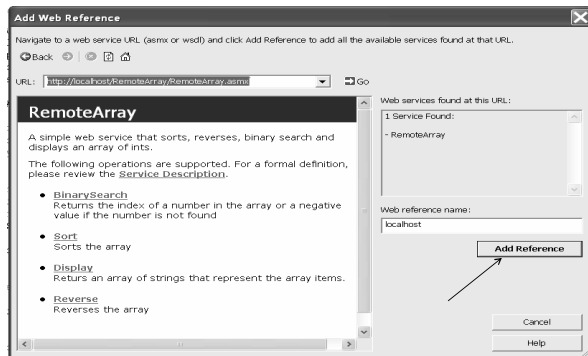 Add Web Reference
Navigate to a web service URL (asmx or wsdl) and click Add Reference to add all the available services found at that URL.
Back
URL: http://localhost/RemoteArray/RemoteArray.asmx Go
RemoteArray
A simple web service that sorts, reverses, binary search and
displays an array of ints.
The following operations are supported. For a formal definition,
please review the Service Description.
• BinarySearch
Returns the index of a number in the array or a negative
value if the number is not found
• Sort
Sorts the array
• Display
Returs an array of strings that represent the array items.
• Reverse
Reverses the array
Web services found at this URL:
1 Service Found:
- RemoteArray
Web reference name:
localhost
Add Reference
Cancel
Help